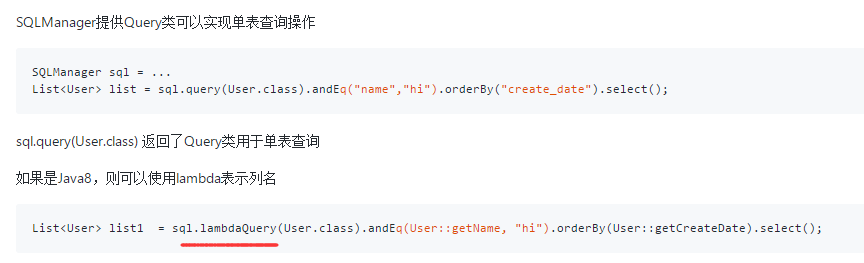 SQLManager提供Query类可以实现单表查询操作
SQLManager sql = ...
List<User> list = sql.query(User.class).andEq("name","hi").orderBy("create_date").select();
sql.query(User.class) 返回了Query类用于单表查询
如果是Java8，则可以使用lambda表示列名
List<User> list1  = sql.lambdaQuery(User.class).andEq(User::getName, "hi").orderBy(User::getCreateDate).select();